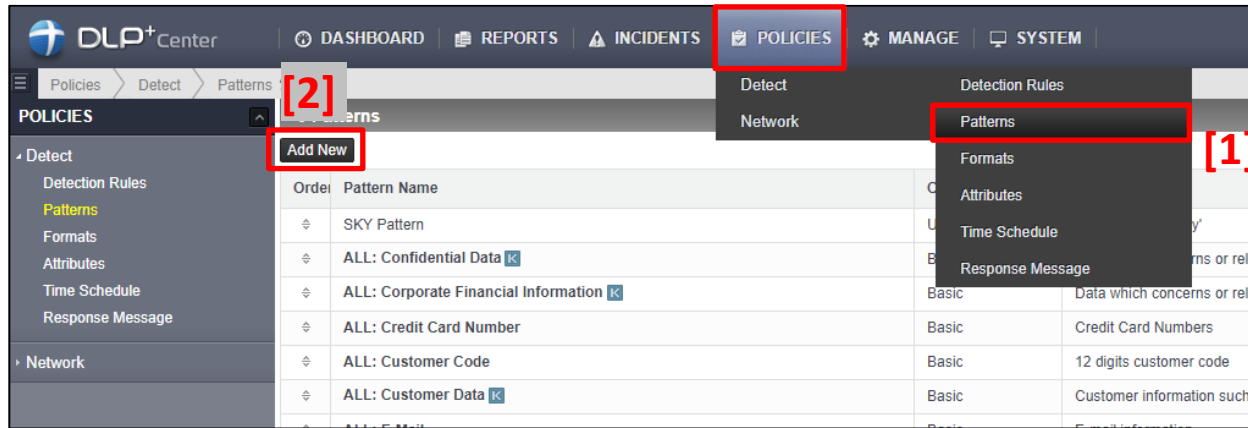 DLP+Center DASHBOARD REPORTS INCIDENTS POLICIES MANAGE SYSTEM
Policies Detect Patterns
[2]
Detect
Network
Detection Rules
Patterns
Formats
Attributes
Time Schedule
Response Message
[1]
POLICIES
Detect
Detection Rules
Patterns
Formats
Attributes
Time Schedule
Response Message
Network
Add New
Order Pattern Name
SKY Pattern
ALL: Confidential Data K
ALL: Corporate Financial Information K Basic Data which concerns or rel
ALL: Credit Card Number Basic Credit Card Numbers
ALL: Customer Code Basic 12 digits customer code
ALL: Customer Data K Basic Customer information such